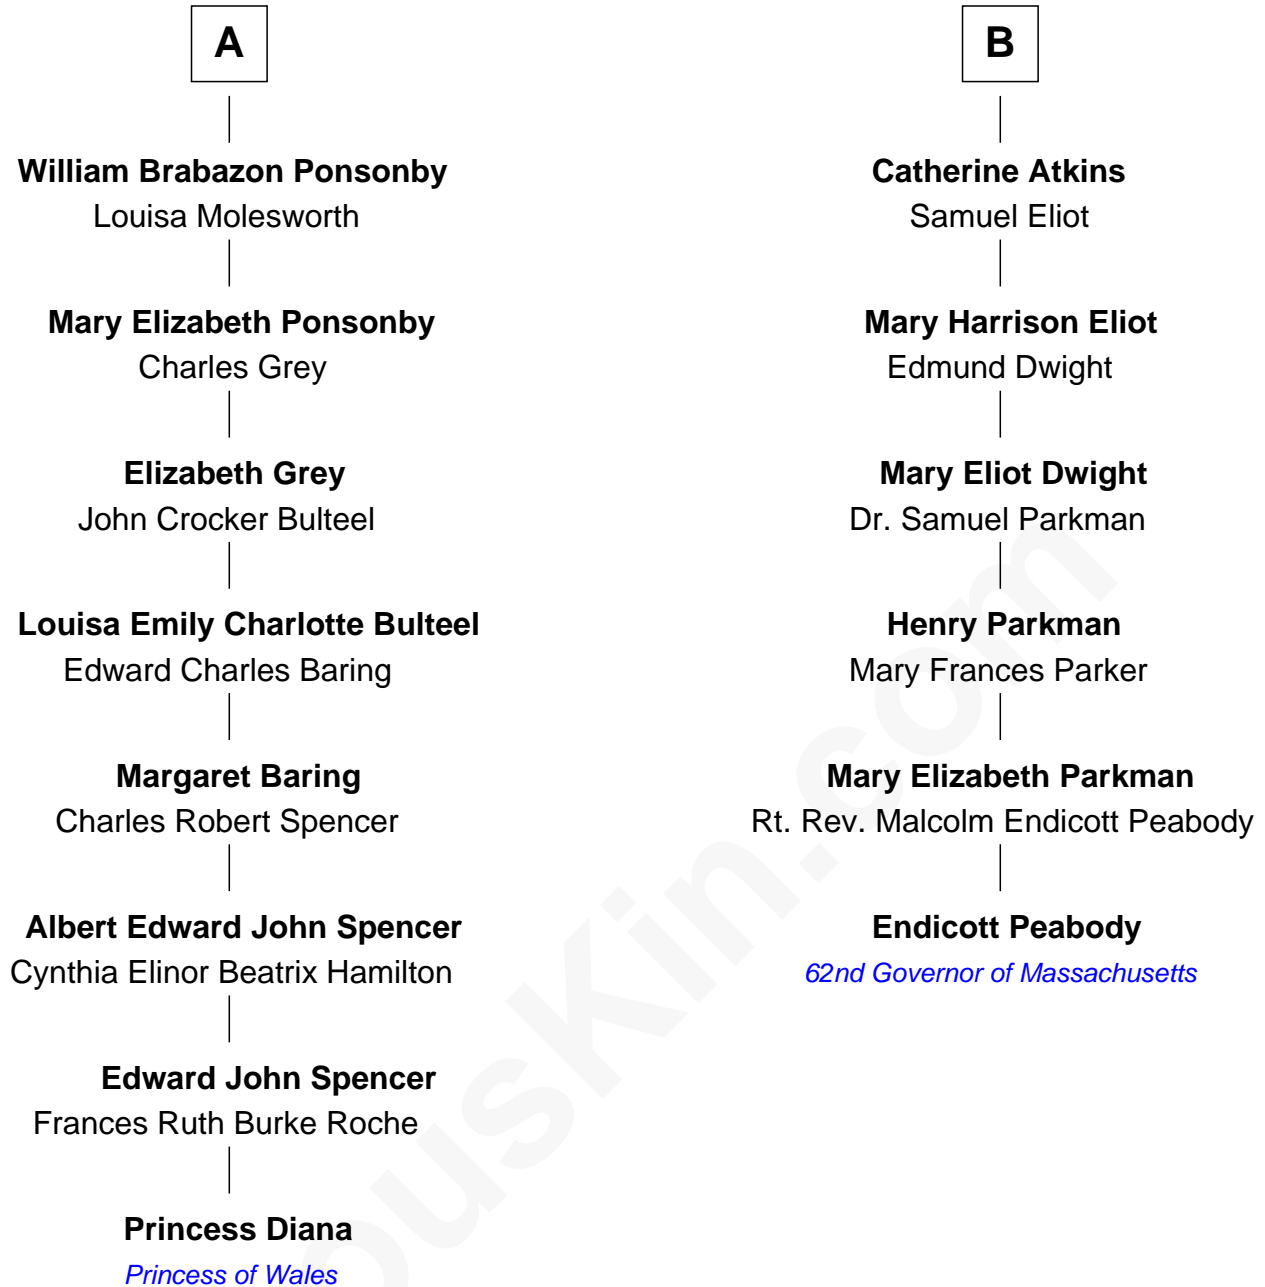 A
William Brabazon Ponsonby
Louisa Molesworth
Mary Elizabeth Ponsonby
Charles Grey
Elizabeth Grey
John Crocker Bulteel
Louisa Emily Charlotte Bulteel
Edward Charles Baring
Margaret Baring
Charles Robert Spencer
Albert Edward John Spencer
Cynthia Elinor Beatrix Hamilton
Edward John Spencer
Frances Ruth Burke Roche
Princess Diana
Princess of Wales
B
Catherine Atkins
Samuel Eliot
Mary Harrison Eliot
Edmund Dwight
Mary Eliot Dwight
Dr. Samuel Parkman
Henry Parkman
Mary Frances Parker
Mary Elizabeth Parkman
Rt. Rev. Malcolm Endicott Peabody
Endicott Peabody
62nd Governor of Massachusetts
ousKin.com